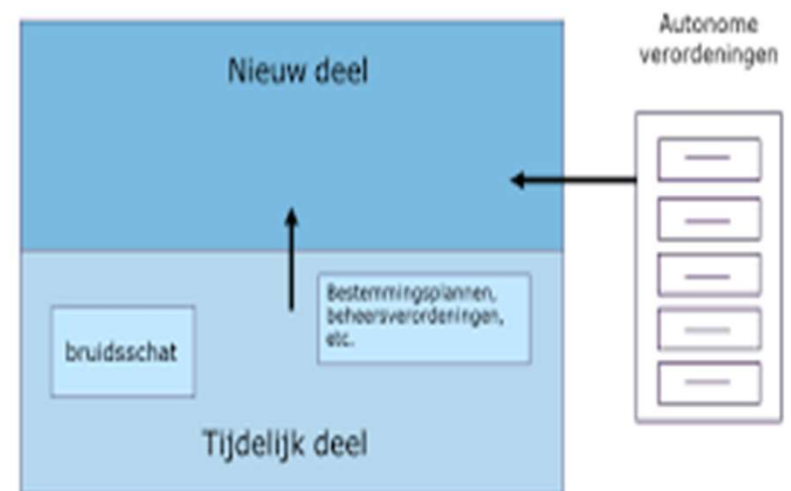 Autonome
verordeningen
Nieuw deel
Bestemmingsplannen,
beheersverordeningen,
etc.
bruidsschat
Tijdelijk deel